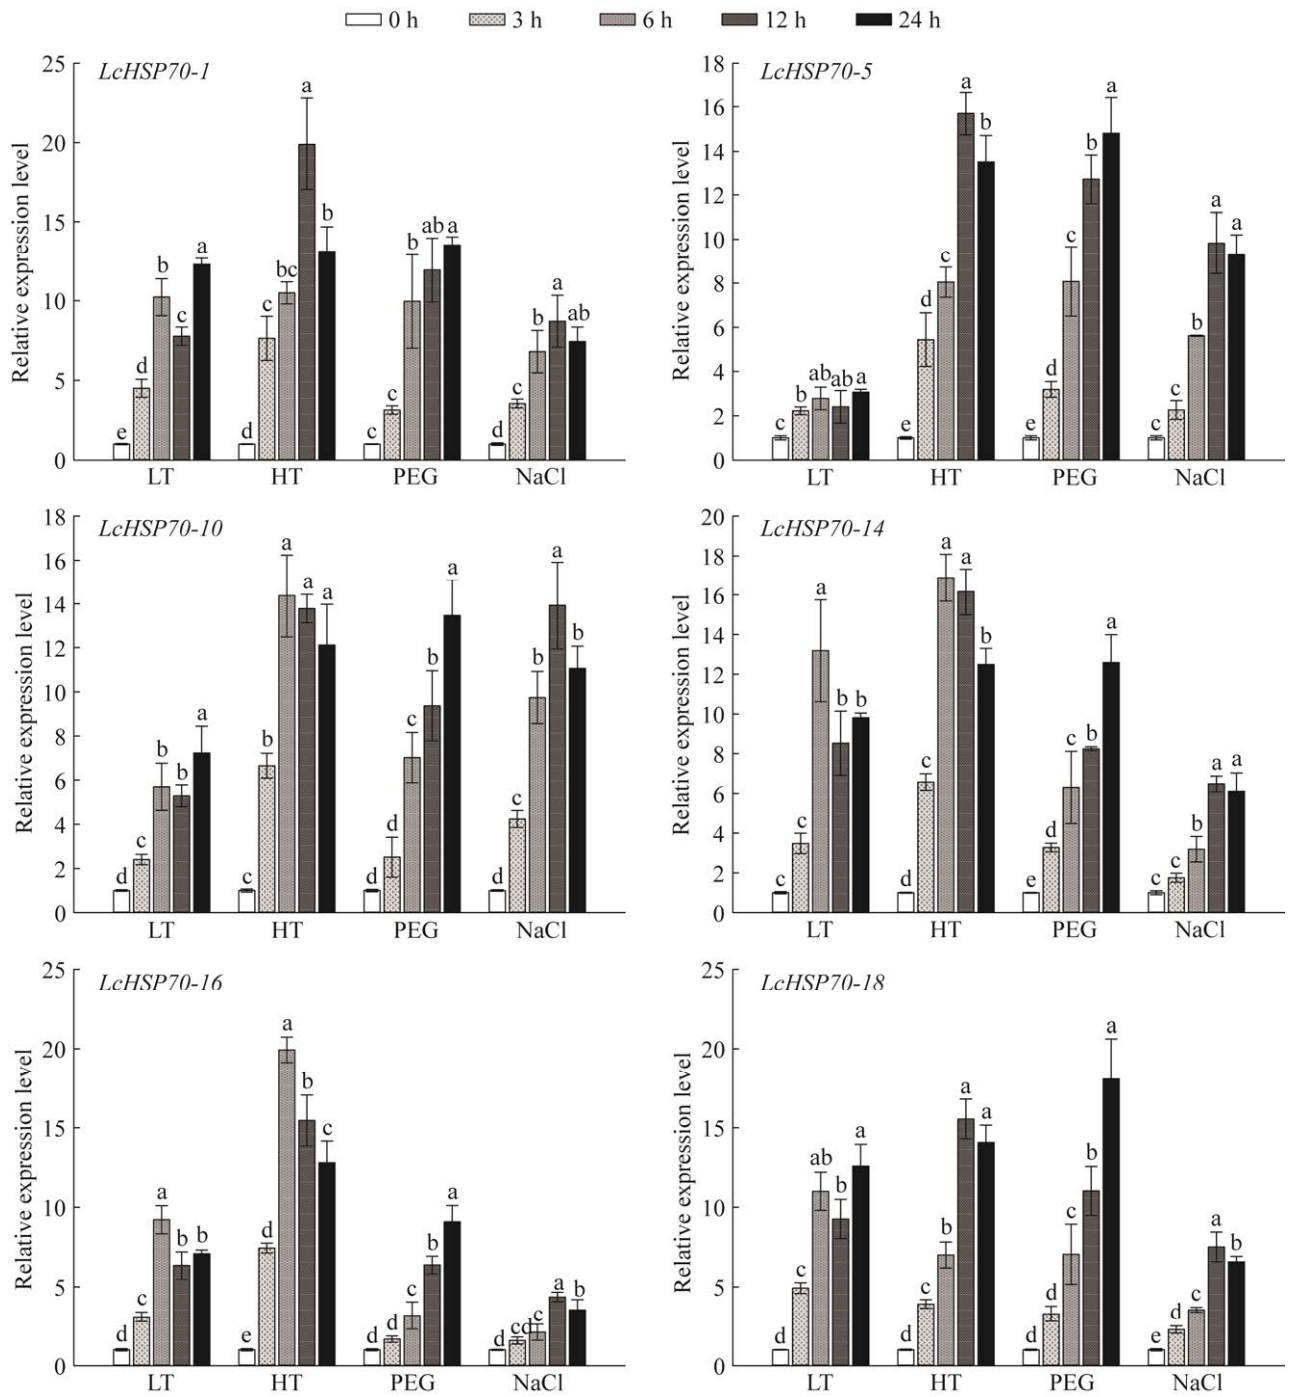 0 h 3 h 6 h 12 h 24 h
LcHSP70-1
Relative expression level
25
20
15
10
5
0
e d b c a
d c bc a b
c c b ab a
d c b a ab
LT HT PEG NaCl
LcHSP70-5
Relative expression level
18
16
14
12
10
8
6
4
2
0
c b ab ab a
e d c a b
e d c b a
c c b a a
LT HT PEG NaCl
LcHSP70-10
Relative expression level
18
16
14
12
10
8
6
4
2
0
d c b b a
c b a a a
d d c b a
d c b a b
LT HT PEG NaCl
LcHSP70-14
Relative expression level
20
18
16
14
12
10
8
6
4
2
0
c c a b b
d c a a b
e d c b a
c c b a a
LT HT PEG NaCl
LcHSP70-16
Relative expression level
25
20
15
10
5
0
d c a b b
e d a b c
d d c b a
d cd c a b
LT HT PEG NaCl
LcHSP70-18
Relative expression level
25
20
15
10
5
0
d c ab b a
d c b a a
d d c b a
e d c a b
LT HT PEG NaCl